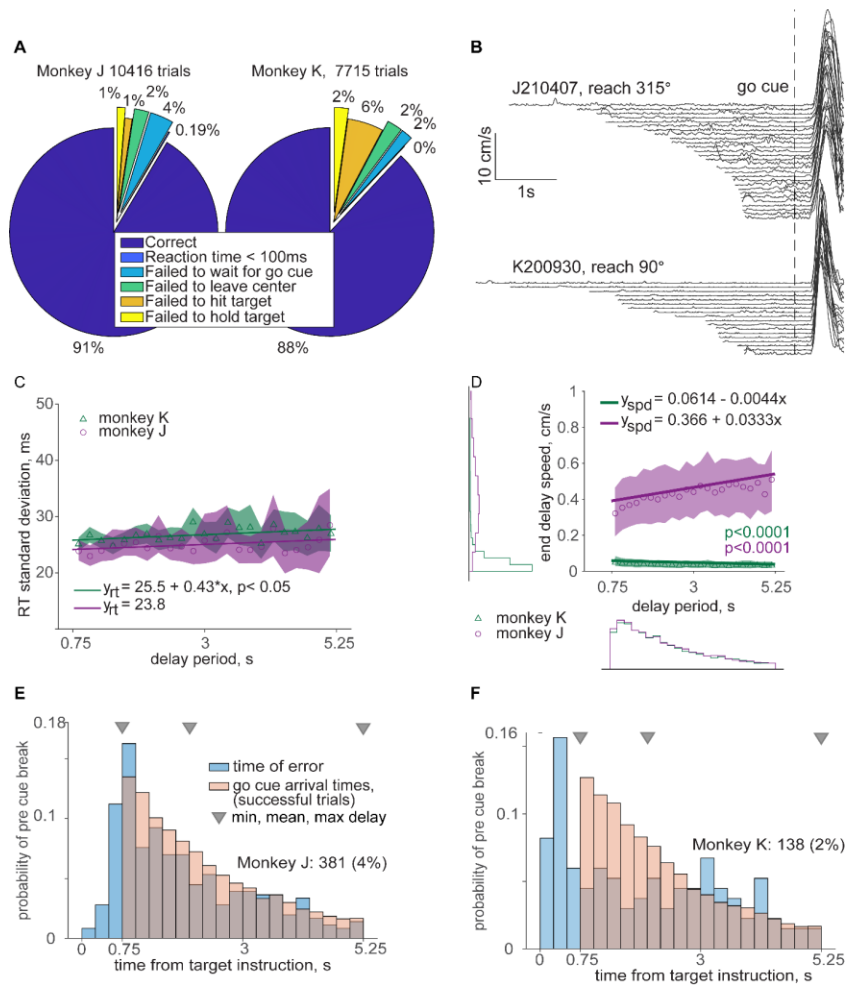 A
Monkey J 10416 trials
Monkey K, 7715 trials
1%
1%
2%
4%
0.19%
2%
6%
2%
2%
0%
Correct
Reaction time < 100ms
Failed to wait for go cue
Failed to leave center
Failed to hit target
Failed to hold target
91%
88%
B
J210407, reach 315°
go cue
10 cm/s
1s
K200930, reach 90°
C
RT standard deviation, ms
50
40
30
20
monkey K
monkey J
yrt = 25.5 + 0.43*x, p< 0.05
yrt = 23.8
0.75
3
5.25
delay period, s
D
end delay speed, cm/s
1
0.8
0.6
0.4
0.2
0
yspd = 0.0614 - 0.0044x
yspd = 0.366 + 0.0333x
p<0.0001
p<0.0001
0.75
3
5.25
delay period, s
monkey K
monkey J
E
probability of pre cue break
0.18
0.1
0
time of error
go cue arrival times,
(successful trials)
min, mean, max delay
Monkey J: 381 (4%)
0
0.75
3
5.25
time from target instruction, s
F
probability of pre cue break
0.16
0.1
0
Monkey K: 138 (2%)
0
0.75
3
5.25
time from target instruction, s